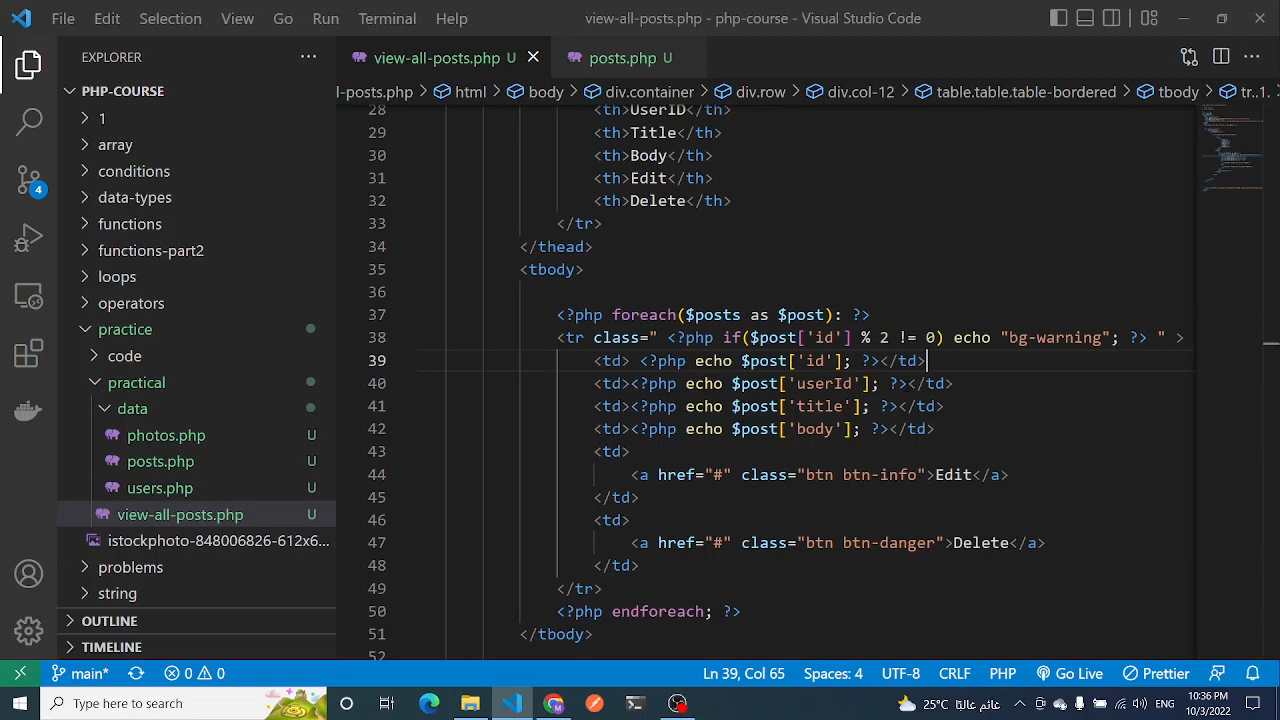 File Edit Selection View Go Run Terminal Help view-all-posts.php - php-course - Visual Studio Code
EXPLORER
PHP-COURSE
1
array
conditions
data-types
functions
functions-part2
loops
operators
practice
code
practical
data
photos.php U
posts.php U
users.php U
view-all-posts.php U
istockphoto-848006826-612x6...
problems
string
OUTLINE
TIMELINE
4
view-all-posts.php U posts.php U
l-posts.php > html > body > div.container > div.row > div.col-12 > table.table.table-bordered > tbody > tr..1.
28 <th>UserID</th>
29 <th>Title</th>
30 <th>Body</th>
31 <th>Edit</th>
32 <th>Delete</th>
33 </tr>
34 </thead>
35 <tbody>
36
37 <?php foreach($posts as $post): ?>
38 <tr class=" <?php if($post['id'] % 2 != 0) echo "bg-warning"; ?> " >
39 <td> <?php echo $post['id']; ?></td>
40 <td><?php echo $post['userId']; ?></td>
41 <td><?php echo $post['title']; ?></td>
42 <td><?php echo $post['body']; ?></td>
43 <td>
44 <a href="#" class="btn btn-info">Edit</a>
45 </td>
46 <td>
47 <a href="#" class="btn btn-danger">Delete</a>
48 </td>
49 </tr>
50 <?php endforeach; ?>
51 </tbody>
52
main* 0 0 Ln 39, Col 65 Spaces: 4 UTF-8 CRLF PHP Go Live Prettier
Type here to search 25°C 10:36 PM
10/3/2022